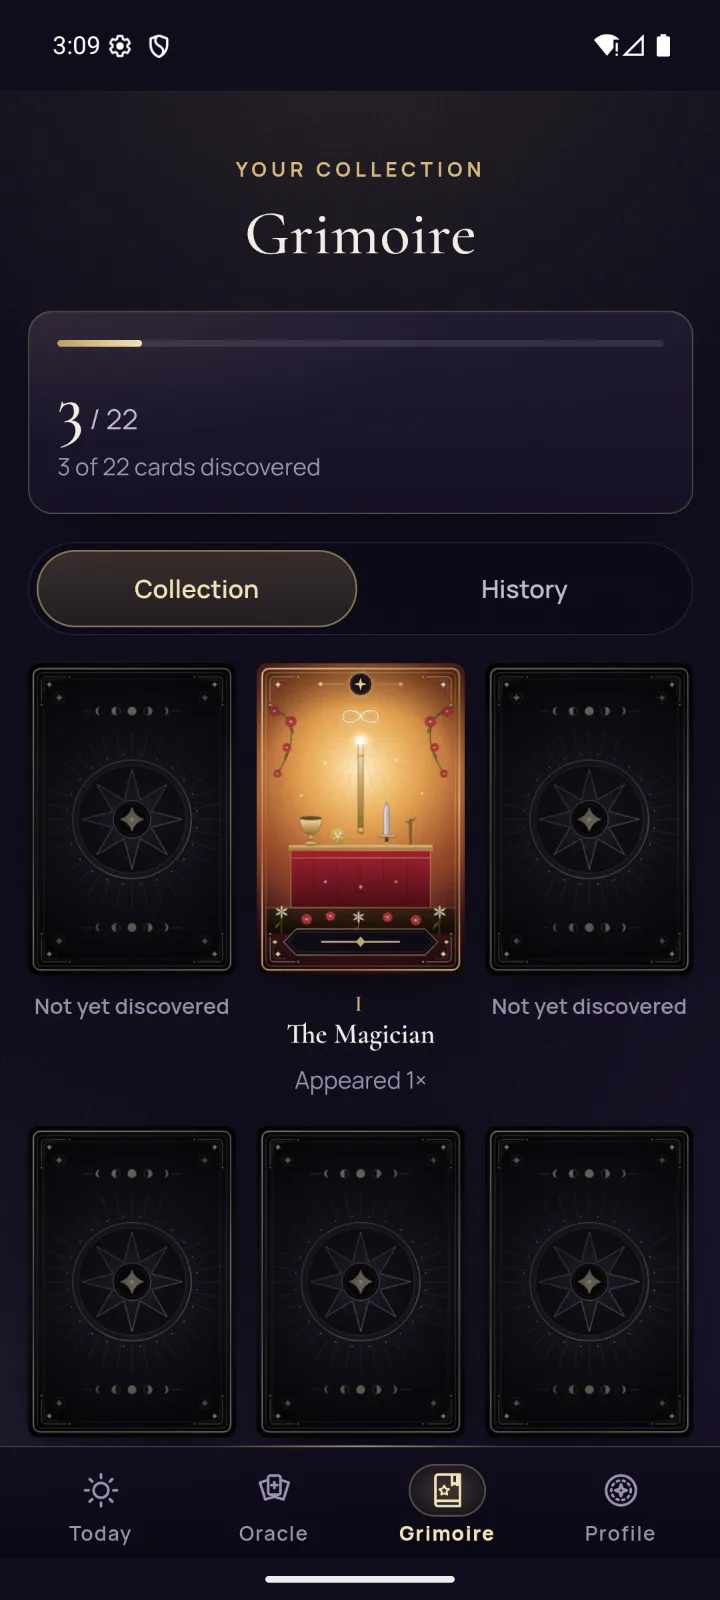 3:09
YOUR COLLECTION
Grimoire
3 / 22
3 of 22 cards discovered
Collection
History
Not yet discovered
I
The Magician
Appeared 1×
Not yet discovered
Today
Oracle
Grimoire
Profile